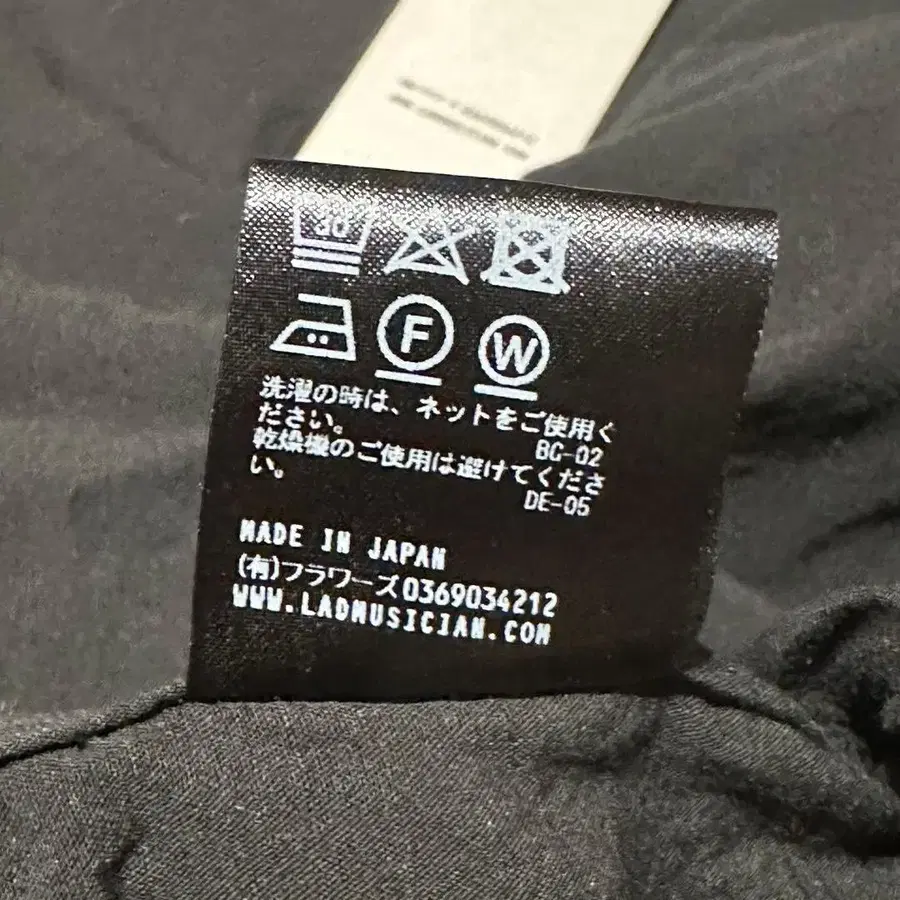 30
F W
洗濯の時は、ネットをご使用く
ださい。
BC-02
乾燥機のご使用は避けてくださ
い。
DE-05
MADE IN JAPAN
(有)フラワーズ0369034212
WWW.LADMUSICIAN.COM